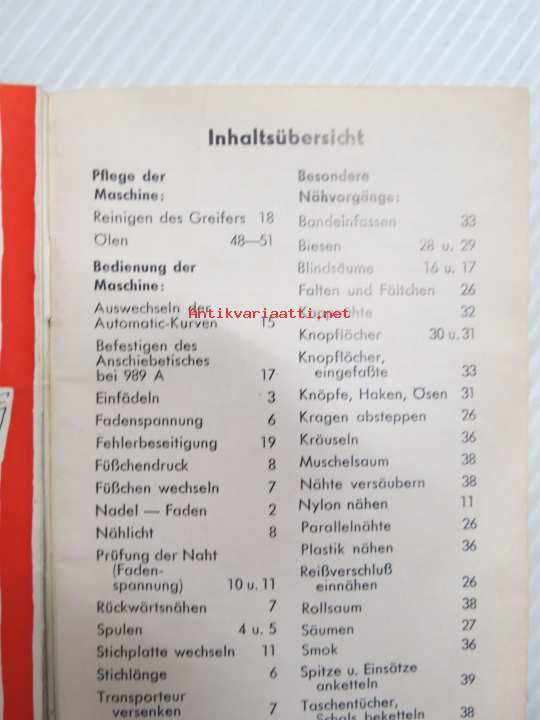 Inhaltsübersicht
Pflege der
Maschine:
Reinigen des Greifers 18
Ölen 48—51
Bedienung der
Maschine:
Auswechseln der
Automatic-Kurven 15
Befestigen des
Anschiebetisches
bei 989 A 17
Einfädeln 3
Fadenspannung 6
Fehlerbeseitigung 19
Füßchendruck 8
Füßchen wechseln 7
Nadel — Faden 2
Nählicht 8
Prüfung der Naht
(Faden-
spannung) 10 u. 11
Rückwärtsnähen 7
Spulen 4 u. 5
Stichplatte wechseln 11
Stichlänge 6
Transporteur
versenken 7
Besondere
Nähvorgänge:
Bandeinfassen 33
Biesen 28 u. 29
Blindsäume 16 u. 17
Falten und Fältchen 26
Kappnähte 32
Knopflöcher 30 u. 31
Knopflöcher,
eingefaßte 33
Knöpfe, Haken, Ösen 31
Kragen absteppen 26
Kräuseln 36
Muschelsaum 38
Nähte versäubern 38
Nylon nähen 11
Parallelnähte 26
Plastik nähen 36
Reißverschluß
einnähen 26
Rollsaum 38
Säumen 27
Smok 36
Spitze u. Einsätze
anketteln 39
Taschentücher,
Schals beketteln 38
Antikvariaatti.net